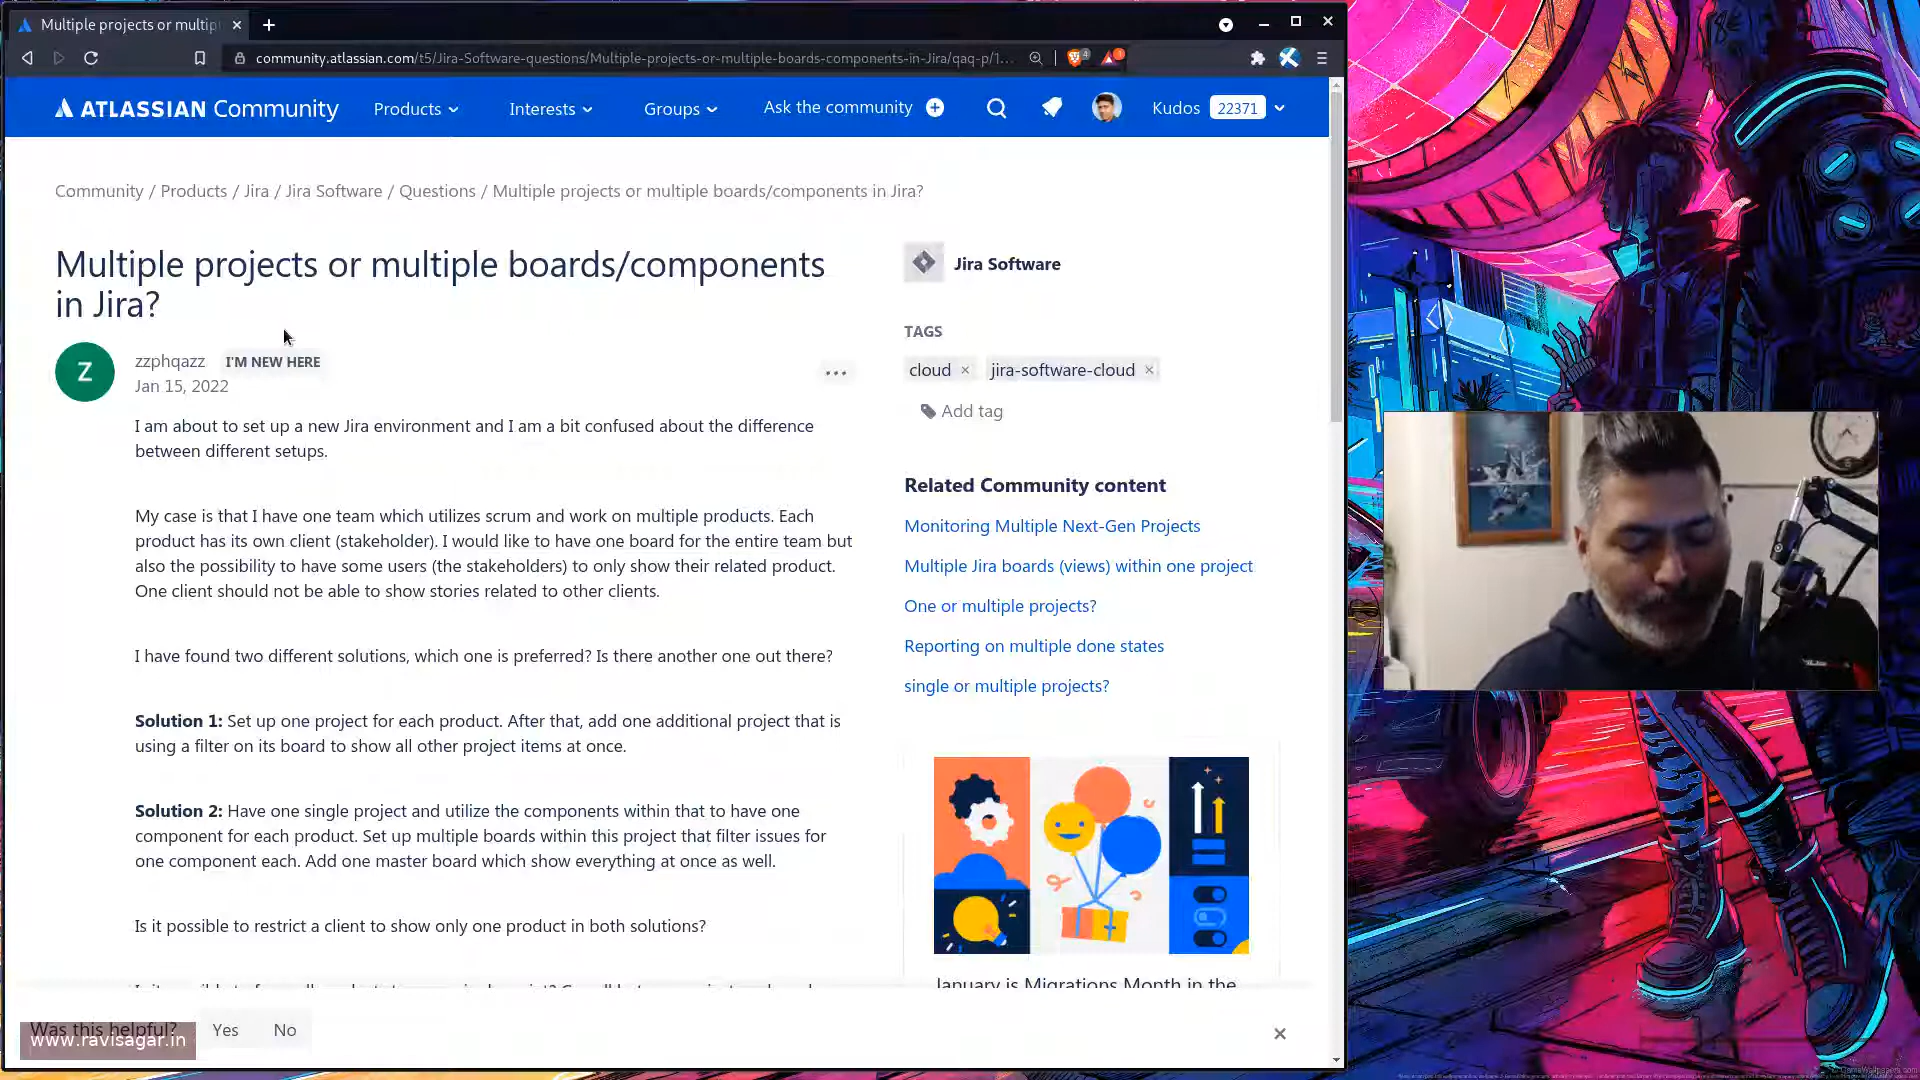 Multiple projects or multip
community.atlassian.com/t5/Jira-Software-questions/Multiple-projects-or-multiple-boards-components-in-Jira/qaq-p/1...
4
ATLASSIAN Community
Products
Interests
Groups
Ask the community
Kudos
22371
Community / Products / Jira / Jira Software / Questions / Multiple projects or multiple boards/components in Jira?
Multiple projects or multiple boards/components
in Jira?
Z
zzphqazz
I'M NEW HERE
Jan 15, 2022
...
I am about to set up a new Jira environment and I am a bit confused about the difference
between different setups.
My case is that I have one team which utilizes scrum and work on multiple products. Each
product has its own client (stakeholder). I would like to have one board for the entire team but
also the possibility to have some users (the stakeholders) to only show their related product.
One client should not be able to show stories related to other clients.
I have found two different solutions, which one is preferred? Is there another one out there?
Solution 1: Set up one project for each product. After that, add one additional project that is
using a filter on its board to show all other project items at once.
Solution 2: Have one single project and utilize the components within that to have one
component for each product. Set up multiple boards within this project that filter issues for
one component each. Add one master board which show everything at once as well.
Is it possible to restrict a client to show only one product in both solutions?
Jira Software
TAGS
cloud ×
jira-software-cloud ×
Add tag
Related Community content
Monitoring Multiple Next-Gen Projects
Multiple Jira boards (views) within one project
One or multiple projects?
Reporting on multiple done states
single or multiple projects?
January is Migrations Month in the
Was this helpful?
Yes
No
www.ravisagar.in